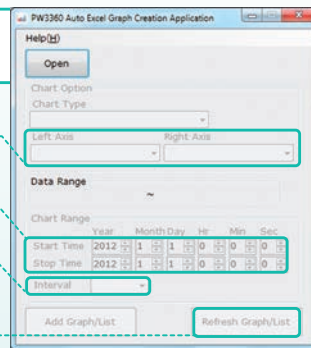 PW3360 Auto Excel Graph Creation Application
Help(H)
Open
Chart Option
Chart Type
Left Axis Right Axis
Data Range
~
Chart Range
Year Month Day Hr Min Sec
Start Time 2012 1 1 0 0 0
Stop Time 2012 1 1 0 0 0
Interval
Add Graph/List Refresh Graph/List